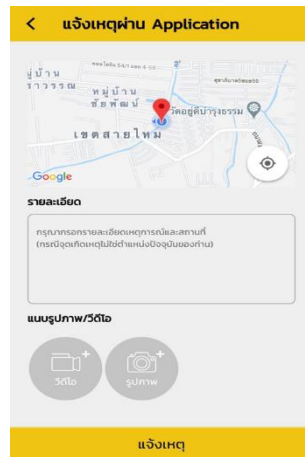 แจ้งเหตุผ่าน Application
หมู่บ้าน
ชัยพัฒน์
วัดอยู่ดีบำรุงธรรม
เขตสายไหม
Google
รายละเอียด
กรุณากรอกรายละเอียดเหตุการณ์และสถานที่
(กรณีจุดเกิดเหตุไม่ใช่ตำแหน่งปัจจุบันของท่าน)
แนบรูปภาพ/วีดีโอ
วีดีโอ
รูปภาพ
แจ้งเหตุ